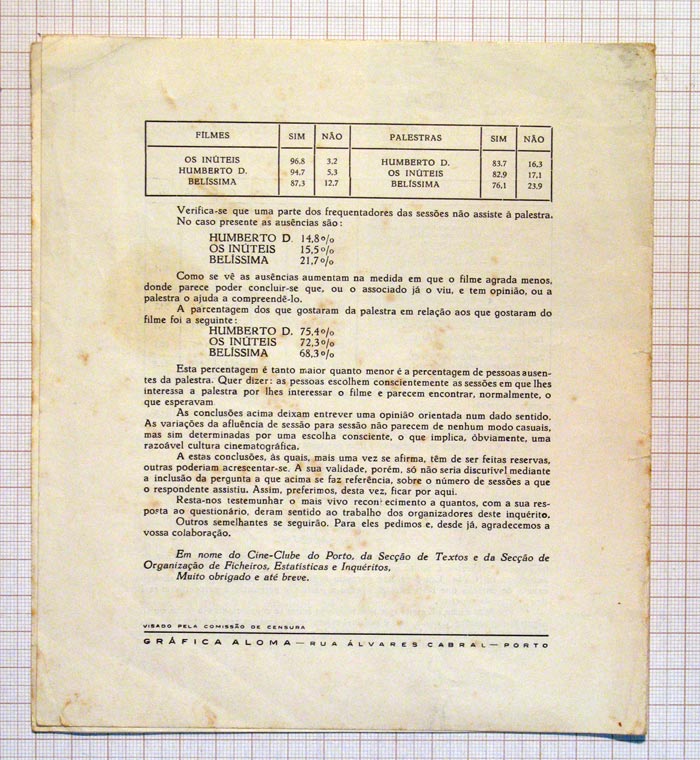 FILMES SIM NÃO PALESTRAS SIM NÃO
OS INÚTEIS 96.8 3.2 HUMBERTO D. 83.7 16,3
HUMBERTO D. 94.7 5,3 OS INÚTEIS 82.9 17,1
BELÍSSIMA 87,3 12.7 BELÍSSIMA 76,1 23.9
Verifica-se que uma parte dos frequentadores das sessões não assiste à palestra.
No caso presente as ausências são:
HUMBERTO D. 14,8%
OS INÚTEIS 15,5%
BELÍSSIMA 21,7%
Como se vê as ausências aumentam na medida em que o filme agrada menos,
donde parece poder concluir-se que, ou o associado já o viu, e tem opinião, ou a
palestra o ajuda a compreendê-lo.
A parcentagem dos que gostaram da palestra em relação aos que gostaram do
filme foi a seguinte:
HUMBERTO D. 75,4%
OS INÚTEIS 72,3%
BELÍSSIMA 68,3%
Esta percentagem é tanto maior quanto menor é a percentagem de pessoas ausen-
tes da palestra. Quer dizer: as pessoas escolhem conscientemente as sessões em que lhes
interessa a palestra por lhes interessar o filme e parecem encontrar, normalmente, o
que esperavam
As conclusões acima deixam entrever uma opinião orientada num dado sentido.
As variações da afluência de sessão para sessão não parecem de nenhum modo casuais,
mas sim determinadas por uma escolha consciente, o que implica, óbviamente, uma
razoável cultura cinematográfica.
A estas conclusões, às quais, mais uma vez se afirma, têm de ser feitas reservas,
outras poderiam acrescentar-se. A sua validade, porém, só não seria discutível mediante
a inclusão da pergunta a que acima se faz referência, sobre o número de sessões a que
o respondente assistiu. Assim, preferimos, desta vez, ficar por aqui.
Resta-nos testemunhar o mais vivo reconhecimento a quantos, com a sua res-
posta ao questionário, deram sentido ao trabalho dos organizadores deste inquérito.
Outros semelhantes se seguirão. Para eles pedimos e, desde já, agradecemos a
vossa colaboração.
Em nome do Cine-Clube do Porto, da Secção de Textos e da Secção de
Organização de Ficheiros, Estatísticas e Inquéritos,
Muito obrigado e até breve.
VISADO PELA COMISSÃO DE CENSURA
GRÁFICA ALOMA — RUA ÁLVARES CABRAL — PORTO